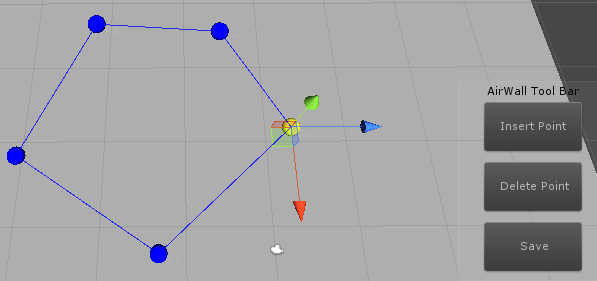 AirWall Tool Bar
Insert Point
Delete Point
Save